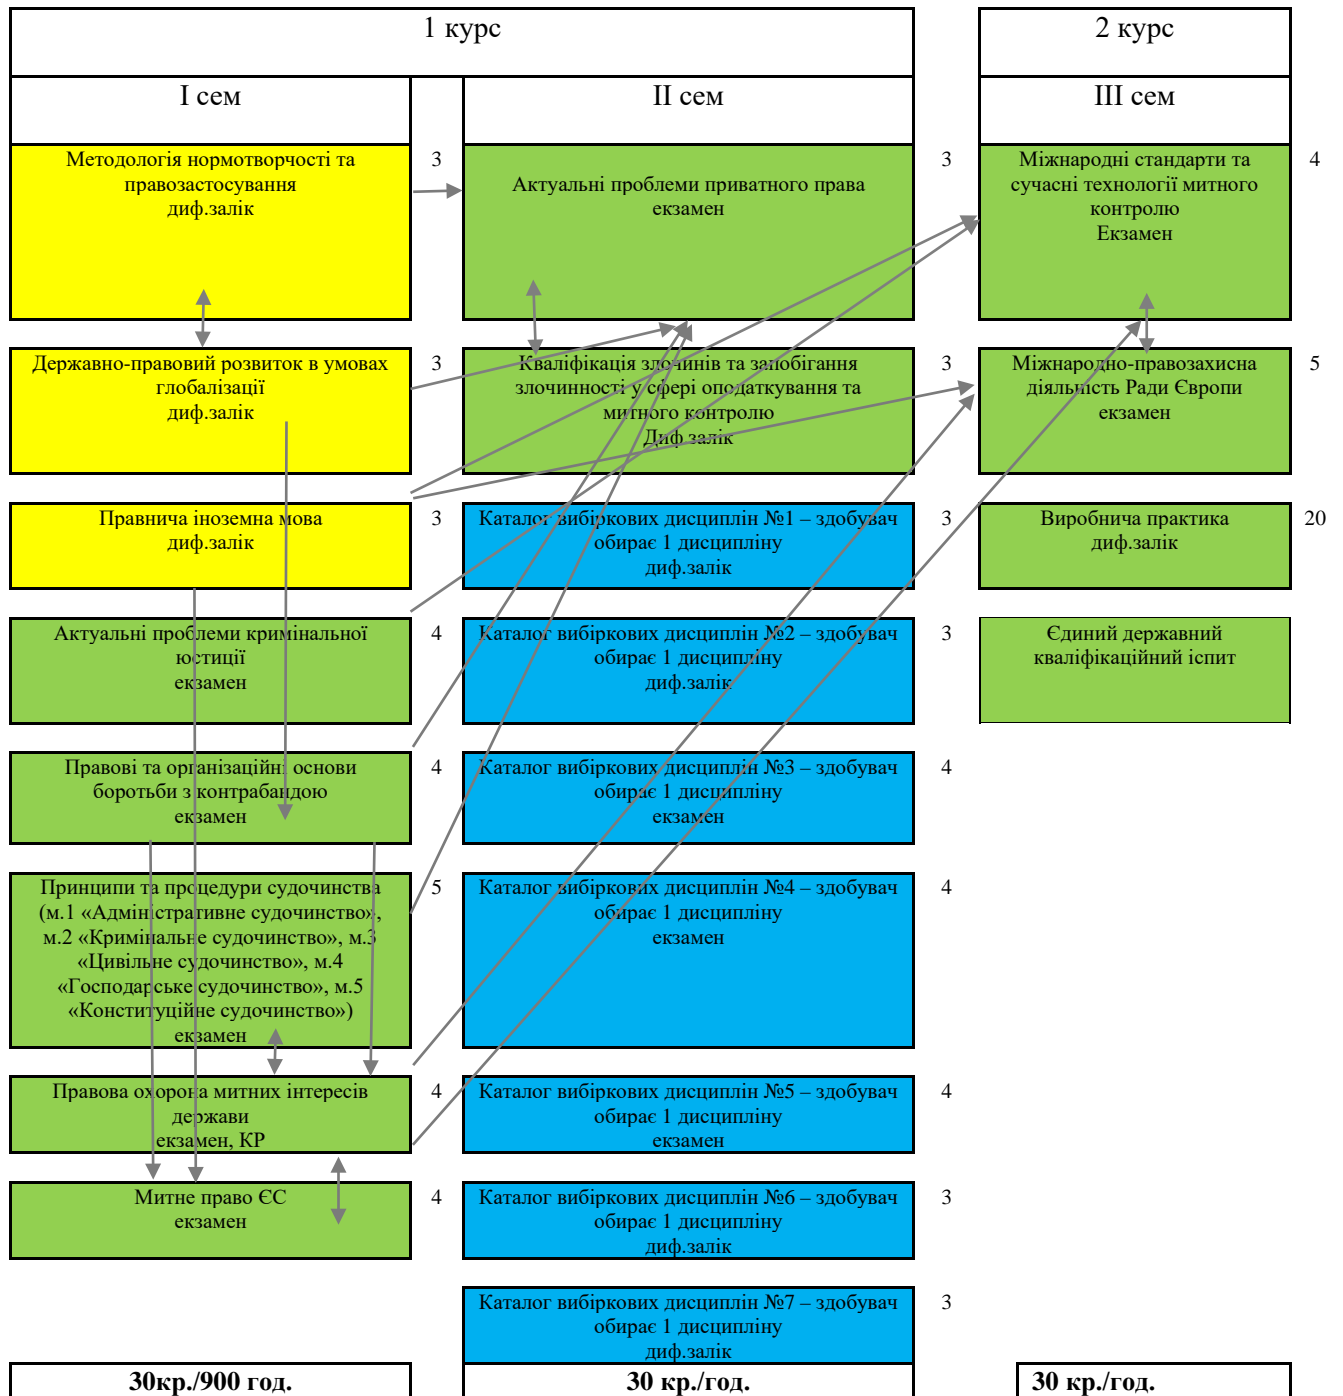 1 курс
2 курс
І сем
ІІ сем
ІІІ сем
Методологія нормотворчості та
правозастосування
диф.залік
3
Актуальні проблеми приватного права
екзамен
3
Міжнародні стандарти та
сучасні технології митного
контролю
Екзамен
4
Державно-правовий розвиток в умовах
глобалізації
диф.залік
3
Кваліфікація злочинів та запобігання
злочинності у сфері оподаткування та
митного контролю
Диф.залік
3
Міжнародно-правозахисна
діяльність Ради Європи
екзамен
5
Правнича іноземна мова
диф.залік
3
Каталог вибіркових дисциплін №1 – здобувач
обирає 1 дисципліну
диф.залік
3
Виробнича практика
диф.залік
20
Актуальні проблеми кримінальної
юстиції
екзамен
4
Каталог вибіркових дисциплін №2 – здобувач
обирає 1 дисципліну
диф.залік
3
Єдиний державний
кваліфікаційний іспит
Правові та організаційні основи
боротьби з контрабандою
екзамен
4
Каталог вибіркових дисциплін №3 – здобувач
обирає 1 дисципліну
екзамен
4
Принципи та процедури судочинства
(м.1 «Адміністративне судочинство»,
м.2 «Кримінальне судочинство», м.3
«Цивільне судочинство», м.4
«Господарське судочинство», м.5
«Конституційне судочинство»)
екзамен
5
Каталог вибіркових дисциплін №4 – здобувач
обирає 1 дисципліну
екзамен
4
Правова охорона митних інтересів
держави
екзамен, КР
4
Каталог вибіркових дисциплін №5 – здобувач
обирає 1 дисципліну
екзамен
4
Митне право ЄС
екзамен
4
Каталог вибіркових дисциплін №6 – здобувач
обирає 1 дисципліну
диф.залік
3
Каталог вибіркових дисциплін №7 – здобувач
обирає 1 дисципліну
диф.залік
3
30кр./900 год.
30 кр./год.
30 кр./год.